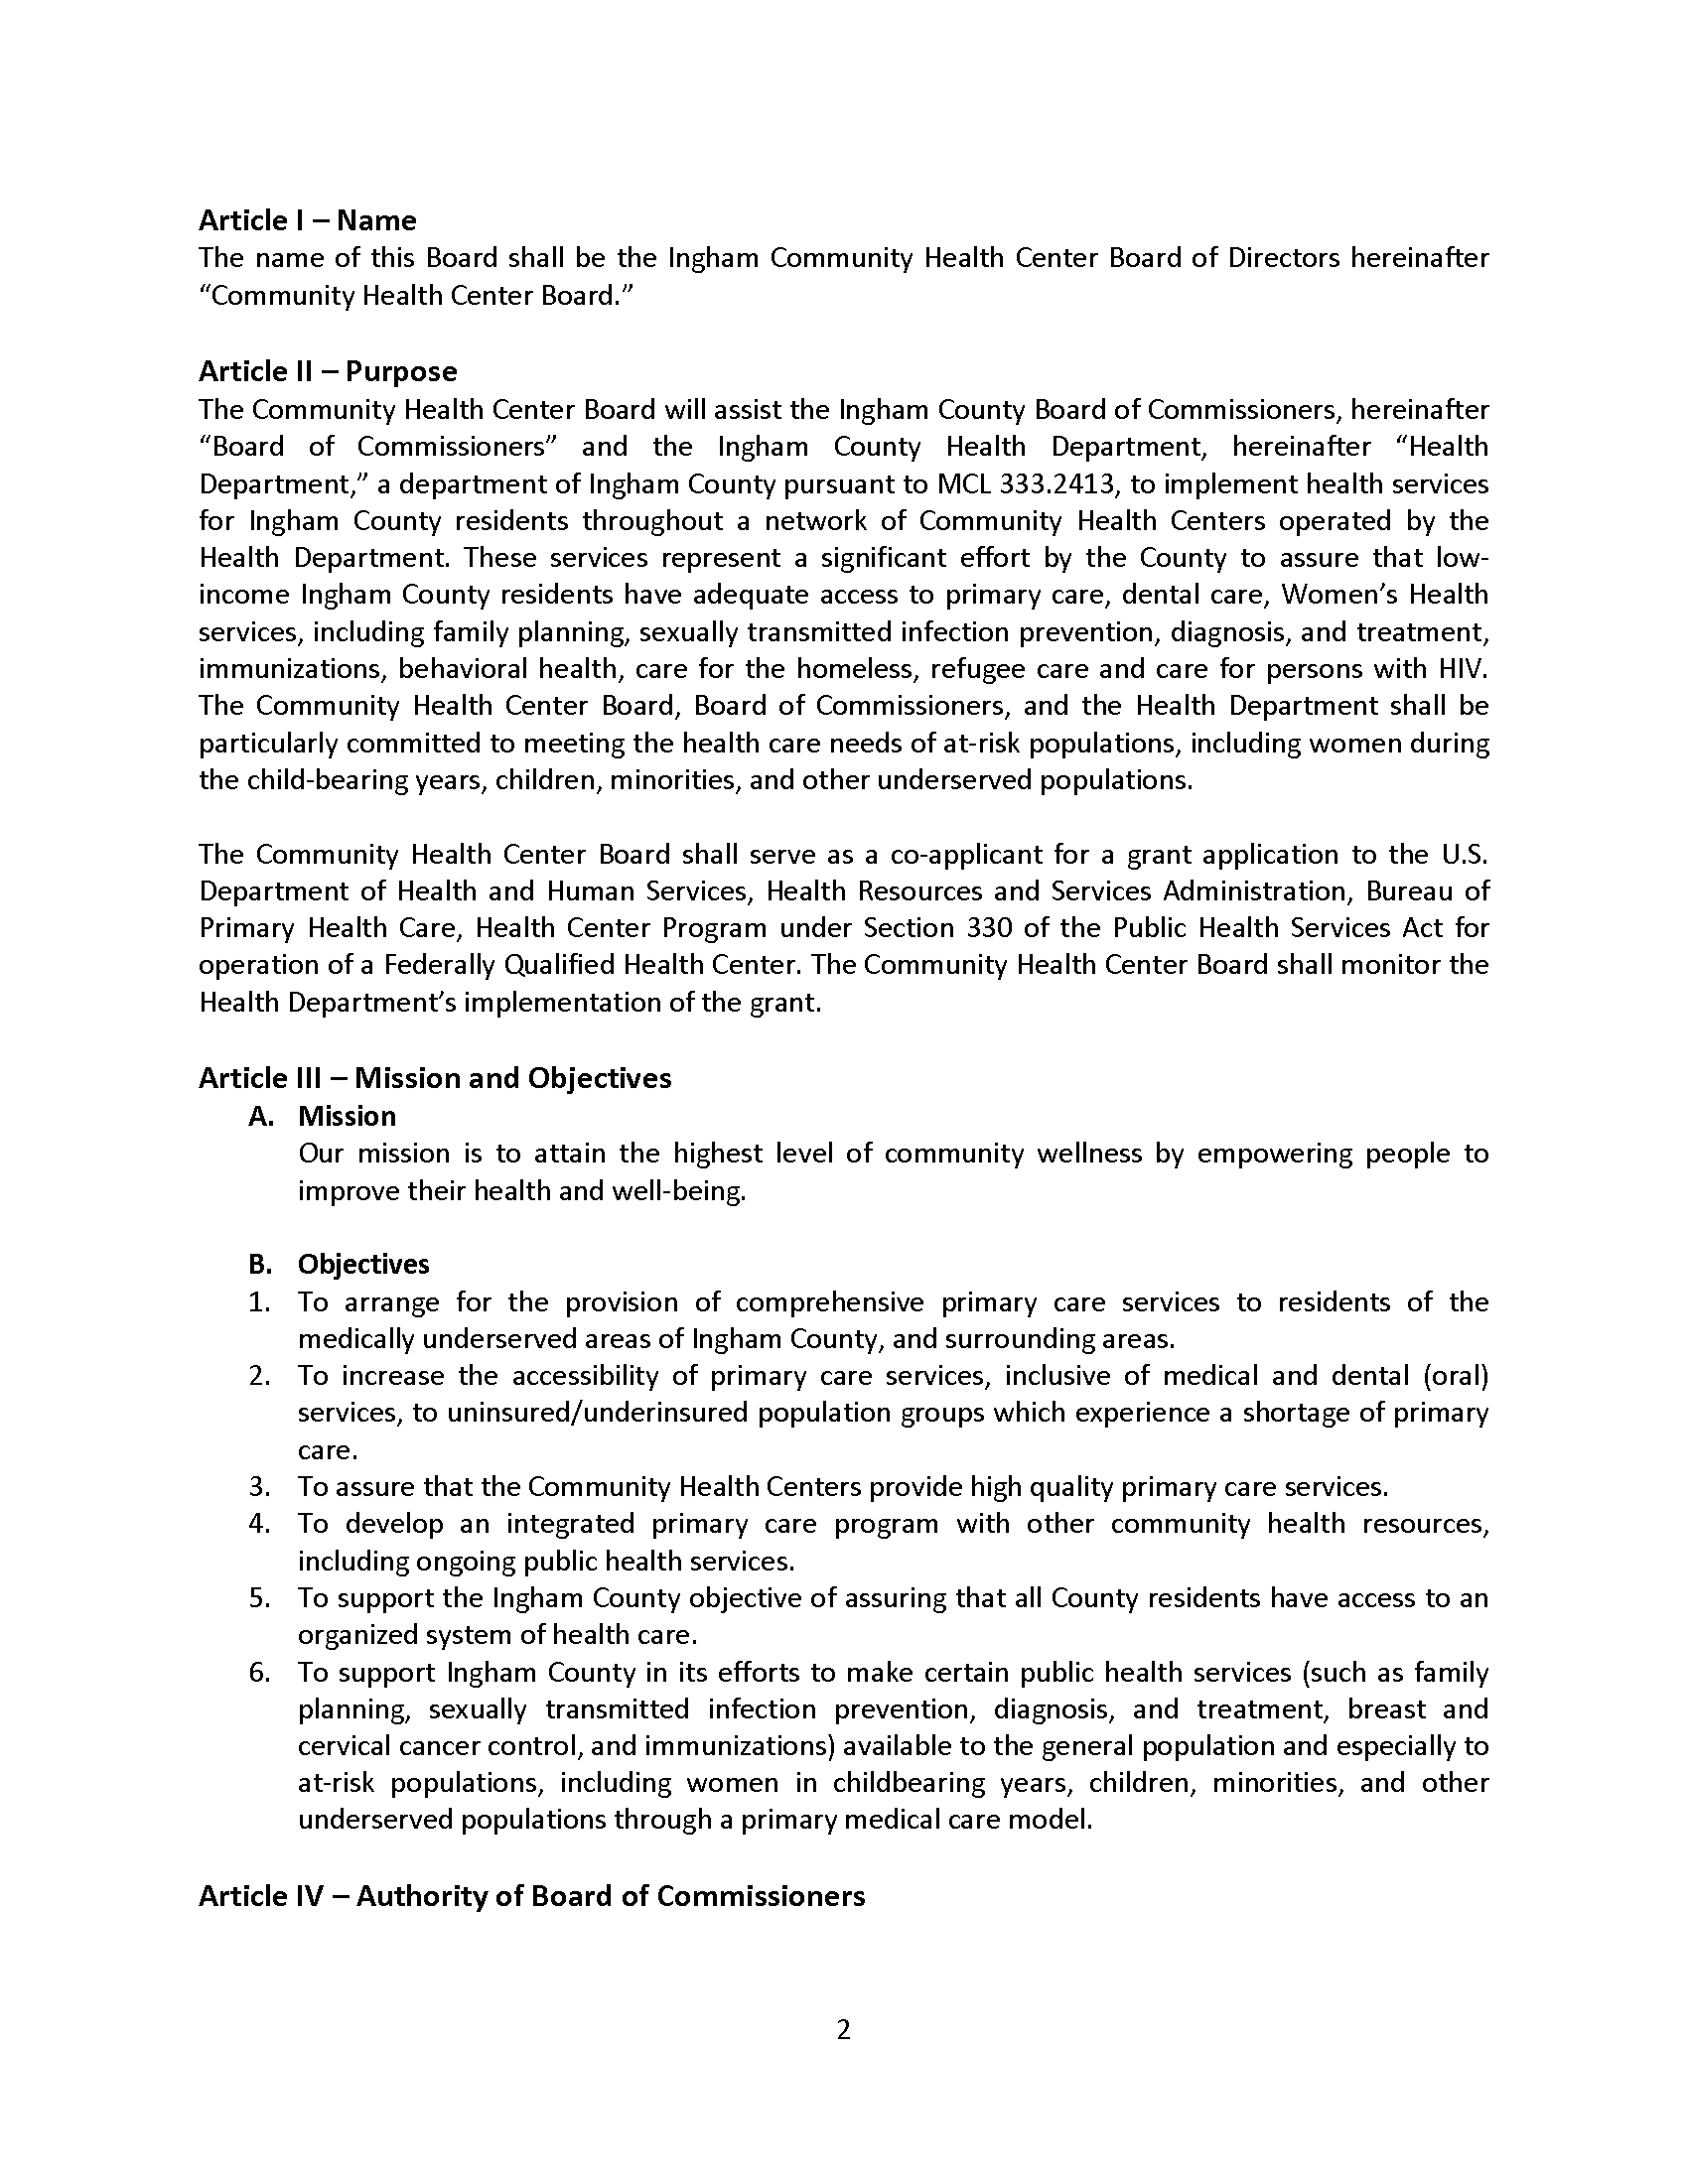 Article I – Name
The name of this Board shall be the Ingham Community Health Center Board of Directors hereinafter
“Community Health Center Board.”
Article II – Purpose
The Community Health Center Board will assist the Ingham County Board of Commissioners, hereinafter
“Board of Commissioners” and the Ingham County Health Department, hereinafter “Health
Department,” a department of Ingham County pursuant to MCL 333.2413, to implement health services
for Ingham County residents throughout a network of Community Health Centers operated by the
Health Department. These services represent a significant effort by the County to assure that low-
income Ingham County residents have adequate access to primary care, dental care, Women’s Health
services, including family planning, sexually transmitted infection prevention, diagnosis, and treatment,
immunizations, behavioral health, care for the homeless, refugee care and care for persons with HIV.
The Community Health Center Board, Board of Commissioners, and the Health Department shall be
particularly committed to meeting the health care needs of at-risk populations, including women during
the child-bearing years, children, minorities, and other underserved populations.
The Community Health Center Board shall serve as a co-applicant for a grant application to the U.S.
Department of Health and Human Services, Health Resources and Services Administration, Bureau of
Primary Health Care, Health Center Program under Section 330 of the Public Health Services Act for
operation of a Federally Qualified Health Center. The Community Health Center Board shall monitor the
Health Department’s implementation of the grant.
Article III – Mission and Objectives
A. Mission
Our mission is to attain the highest level of community wellness by empowering people to
improve their health and well-being.
B. Objectives
1. To arrange for the provision of comprehensive primary care services to residents of the
medically underserved areas of Ingham County, and surrounding areas.
2. To increase the accessibility of primary care services, inclusive of medical and dental (oral)
services, to uninsured/underinsured population groups which experience a shortage of primary
care.
3. To assure that the Community Health Centers provide high quality primary care services.
4. To develop an integrated primary care program with other community health resources,
including ongoing public health services.
5. To support the Ingham County objective of assuring that all County residents have access to an
organized system of health care.
6. To support Ingham County in its efforts to make certain public health services (such as family
planning, sexually transmitted infection prevention, diagnosis, and treatment, breast and
cervical cancer control, and immunizations) available to the general population and especially to
at-risk populations, including women in childbearing years, children, minorities, and other
underserved populations through a primary medical care model.
Article IV – Authority of Board of Commissioners
2